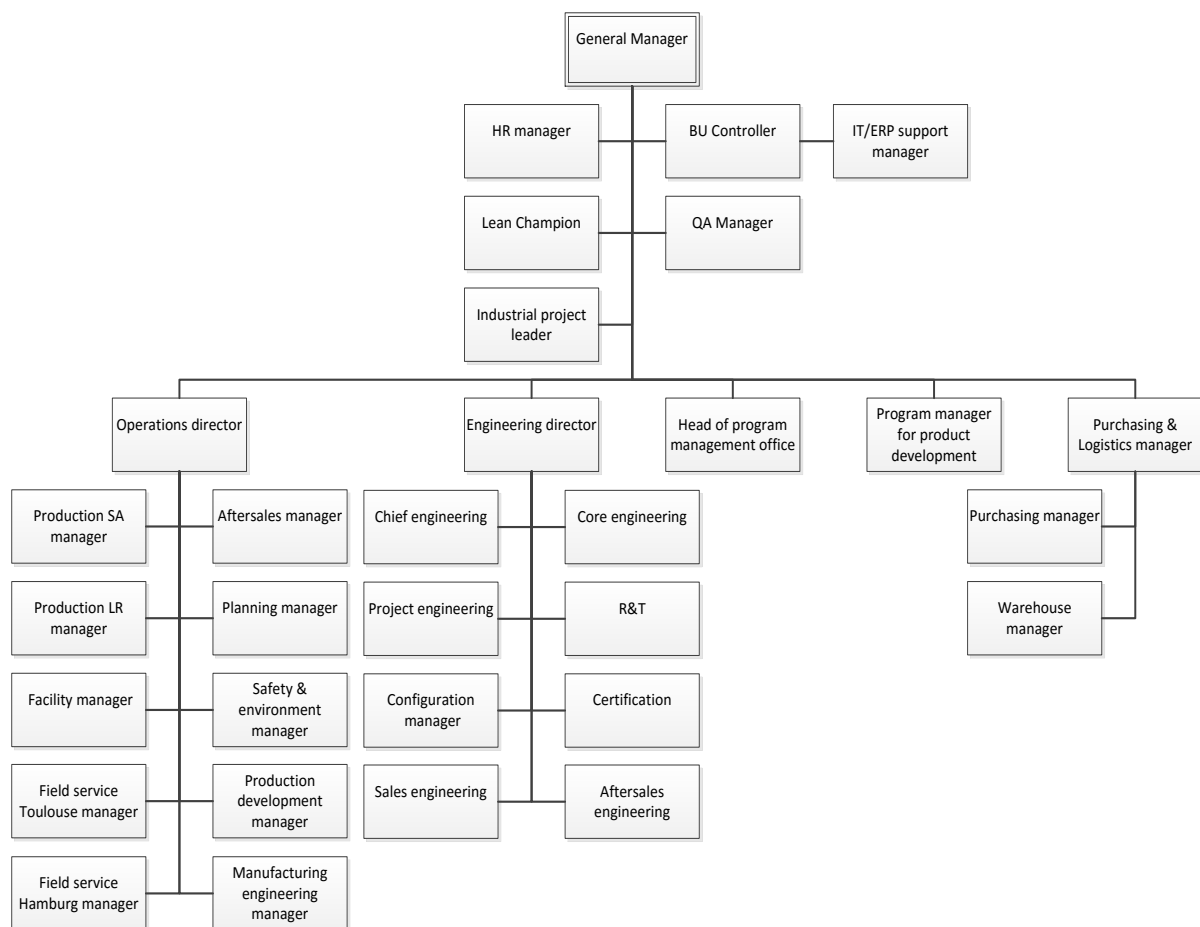 General Manager
HR manager
BU Controller
IT/ERP support
manager
Lean Champion
QA Manager
Industrial project
leader
Operations director
Engineering director
Head of program
management office
Program manager
for product
development
Purchasing &
Logistics manager
Production SA
manager
Aftersales manager
Chief engineering
Core engineering
Purchasing manager
Production LR
manager
Planning manager
Project engineering
R&T
Warehouse
manager
Facility manager
Safety &
environment
manager
Configuration
manager
Certification
Field service
Toulouse manager
Production
development
manager
Sales engineering
Aftersales
engineering
Field service
Hamburg manager
Manufacturing
engineering
manager